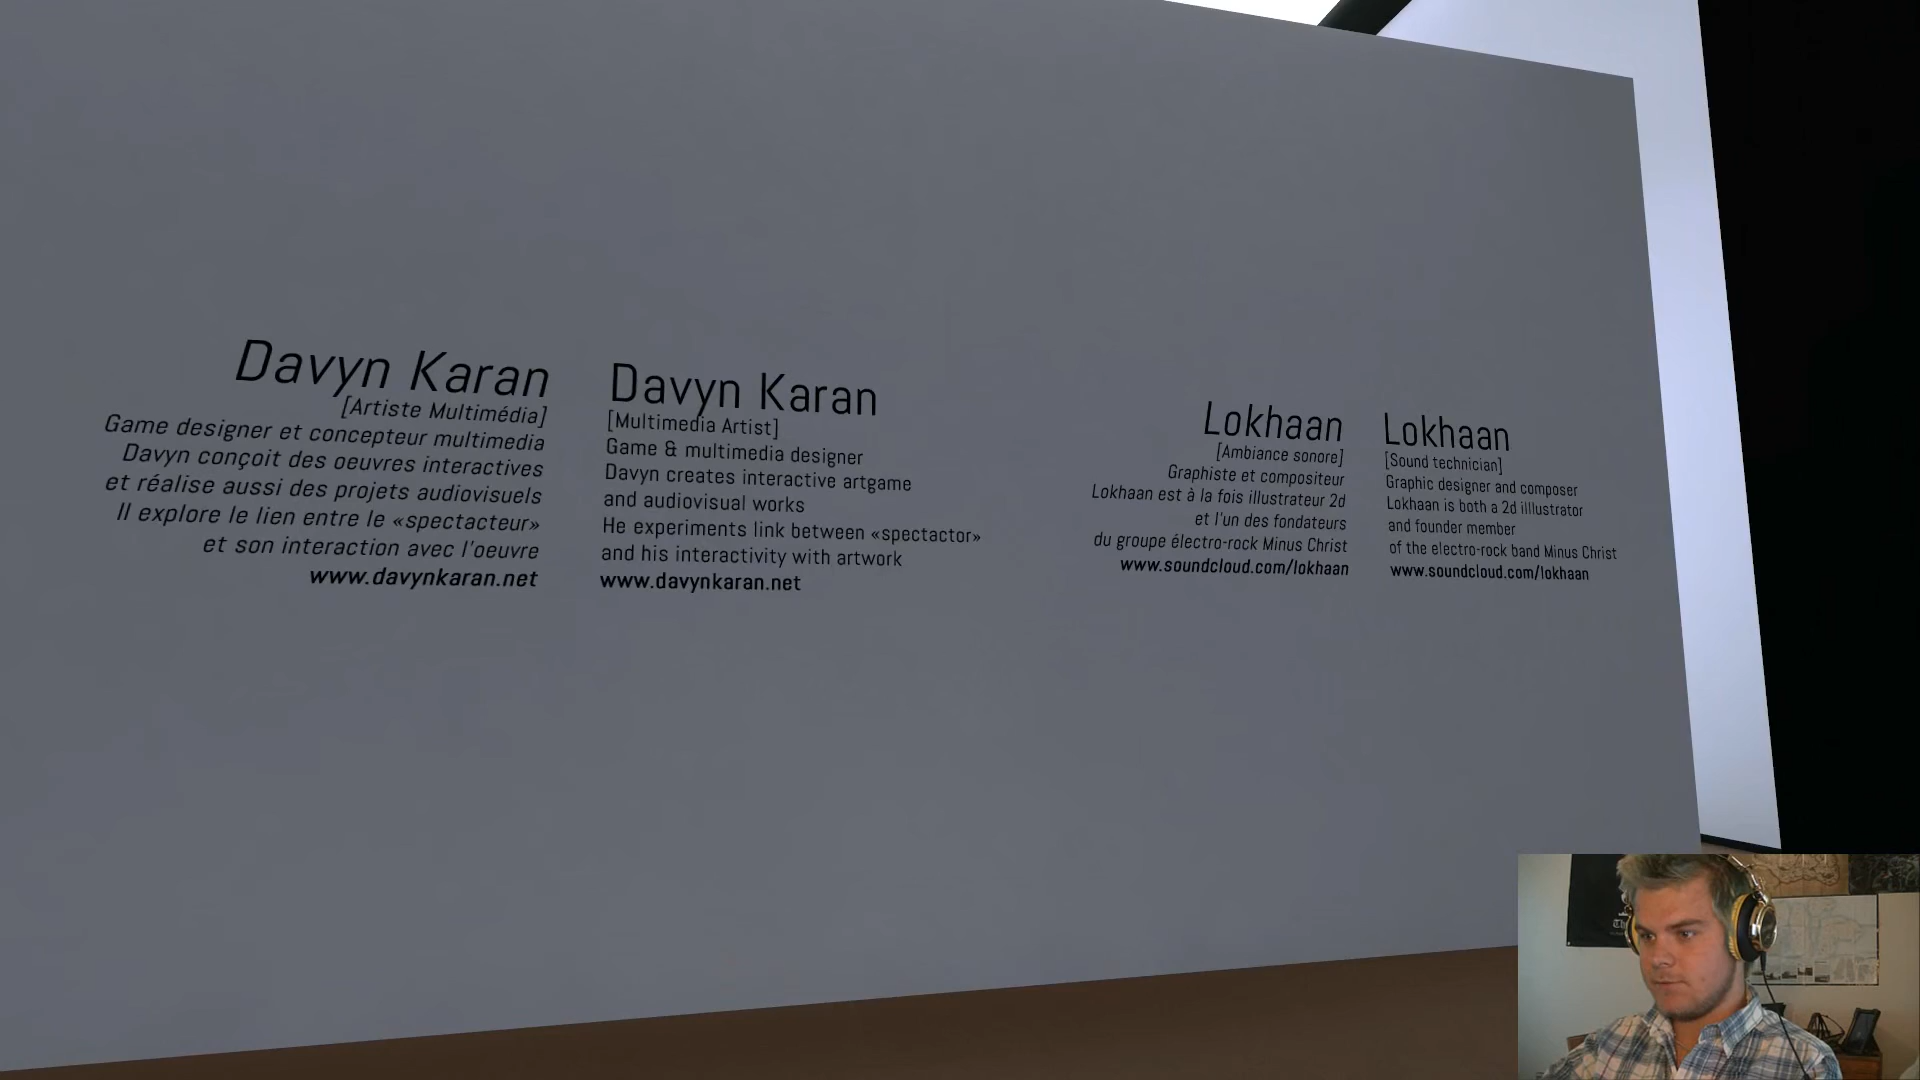 Davyn Karan
[Artiste Multimédia]
Game designer et concepteur multimedia
Davyn conçoit des oeuvres interactives
et réalise aussi des projets audiovisuels
Il explore le lien entre le «spectacteur»
et son interaction avec l'oeuvre
www.davynkaran.net
Davyn Karan
[Multimedia Artist]
Game & multimedia designer
Davyn creates interactive artgame
and audiovisual works
He experiments link between «spectactor»
and his interactivity with artwork
www.davynkaran.net
Lokhaan
[Ambiance sonore]
Graphiste et compositeur
Lokhaan est à la fois illustrateur 2d
et l'un des fondateurs
du groupe électro-rock Minus Christ
www.soundcloud.com/lokhaan
Lokhaan
[Sound technician]
Graphic designer and composer
Lokhaan is both a 2d illlustrator
and founder member
of the electro-rock band Minus Christ
www.soundcloud.com/lokhaan